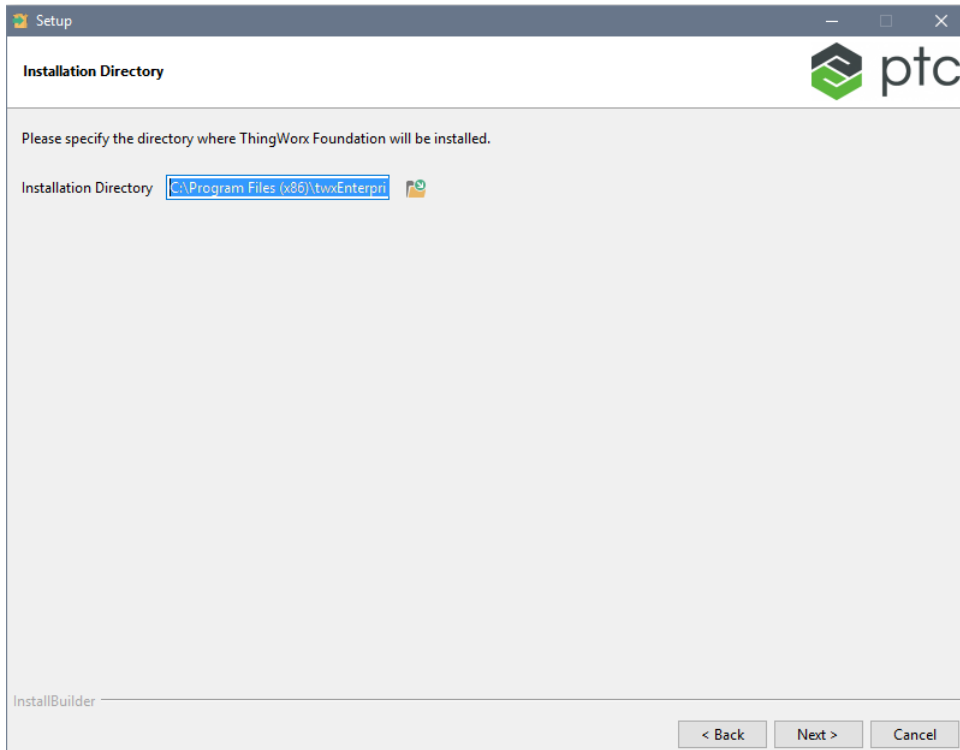 Setup
Installation Directory
ptc
Please specify the directory where ThingWorx Foundation will be installed.
Installation Directory C:\Program Files (x86)\twxEnterpri
InstallBuilder
< Back Next > Cancel